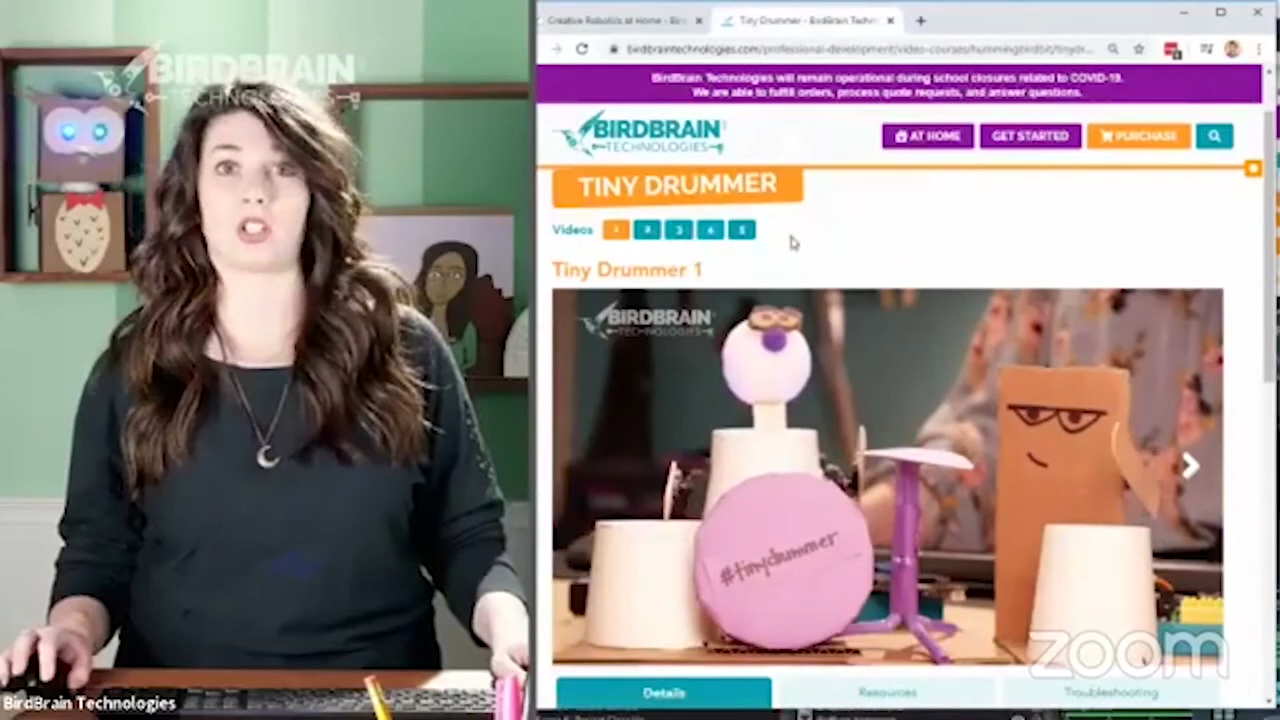 BIRDBRAIN
TECHNOLOGIES
BirdBrain Technologies
Creative Robotics at Home - Bir
Tiny Drummer - BirdBrain Techn
birdbraintechnologies.com/professional-development/video-courses/hummingbirdbit/tinydr...
BirdBrain Technologies will remain operational during school closures related to COVID-19.
We are able to fulfill orders, process quote requests, and answer questions.
BIRDBRAIN
TECHNOLOGIES
AT HOME
GET STARTED
PURCHASE
TINY DRUMMER
Videos 1 2 3 4 5
Tiny Drummer 1
BIRDBRAIN
TECHNOLOGIES
#tinydrummer
zoom
Details Resources Troubleshooting